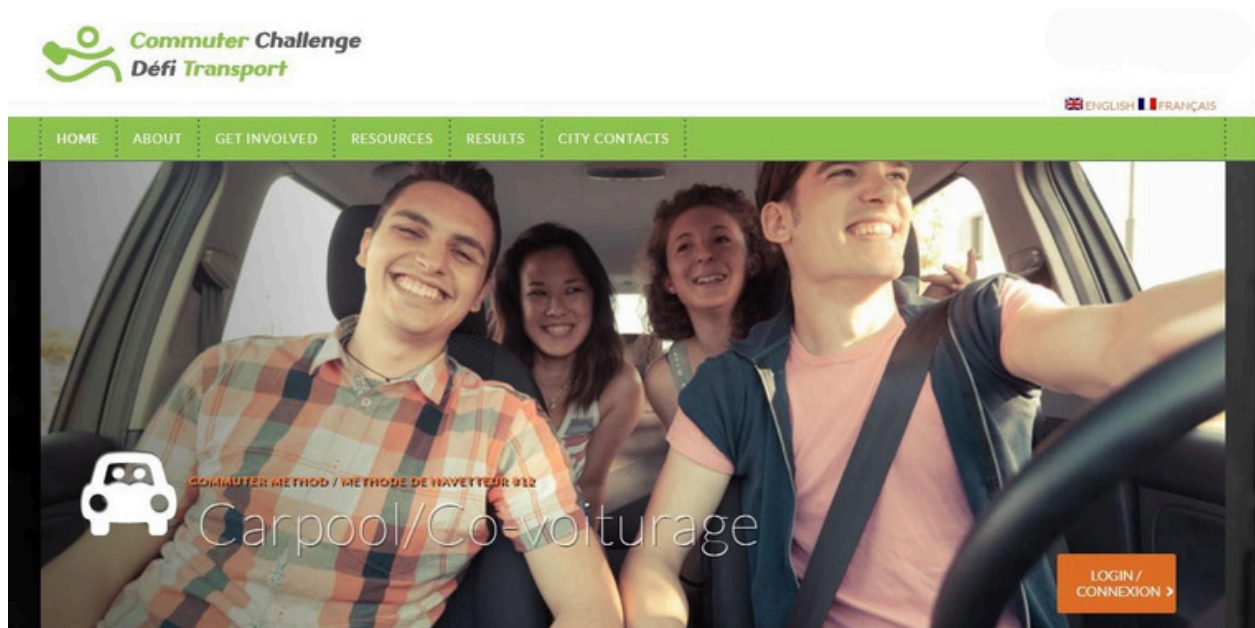 Commuter Challenge
Défi Transport
ENGLISH FRANÇAIS
HOME ABOUT GET INVOLVED RESOURCES RESULTS CITY CONTACTS
COMMUTER METHOD / METHODE DE NAVETTEUR #12
Carpool/Co-voiturage
LOGIN /
CONNEXION >